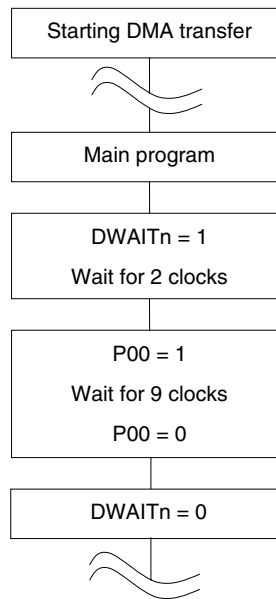 Starting DMA transfer
Main program
DWAITn = 1
Wait for 2 clocks
P00 = 1
Wait for 9 clocks
P00 = 0
DWAITn = 0